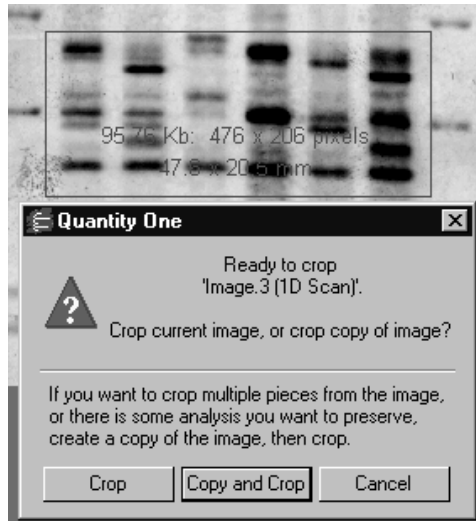 95.76 Kb: 476 x 206 pixels
47.6 x 20.5 mm
Quantity One
Ready to crop
'Image.3 (1D Scan)'.
Crop current image, or crop copy of image?
If you want to crop multiple pieces from the image,
or there is some analysis you want to preserve,
create a copy of the image, then crop.
Crop
Copy and Crop
Cancel